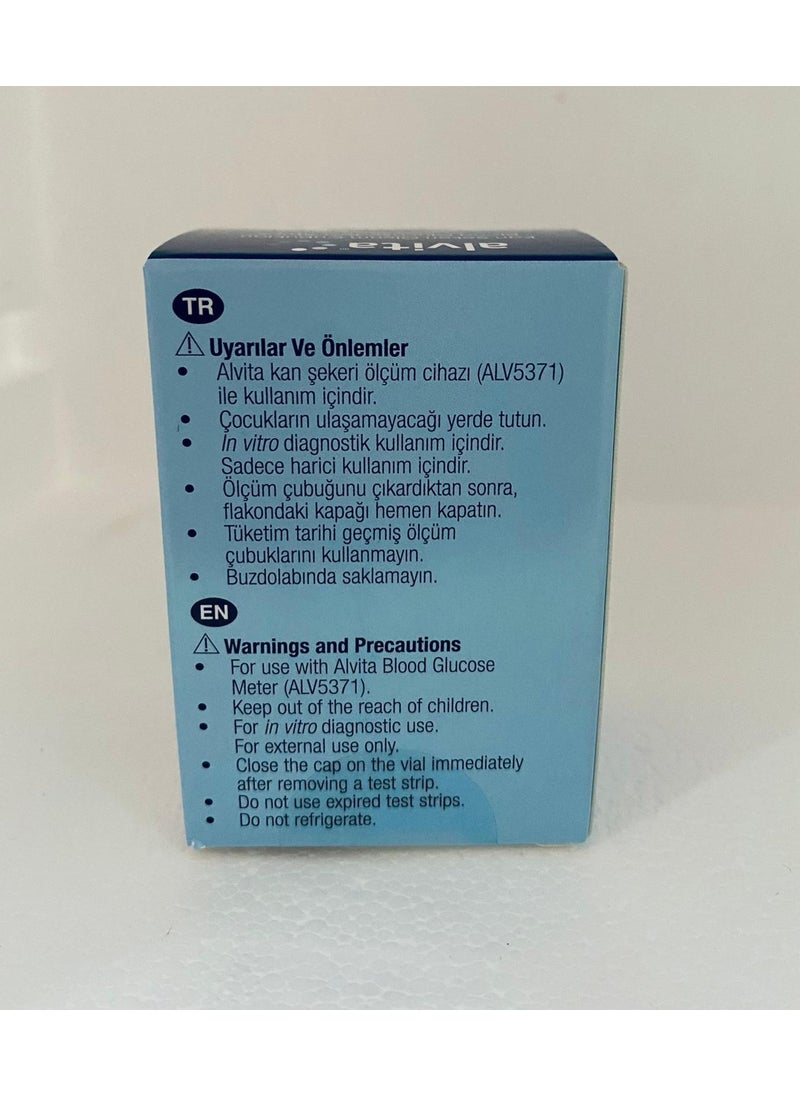 alvita
TR
Uyarılar Ve Önlemler
• Alvita kan şekeri ölçüm cihazı (ALV5371)
ile kullanım içindir.
• Çocukların ulaşamayacağı yerde tutun.
• In vitro diagnostik kullanım içindir.
Sadece harici kullanım içindir.
• Ölçüm çubuğunu çıkardıktan sonra,
flakondaki kapağı hemen kapatın.
• Tüketim tarihi geçmiş ölçüm
çubuklarını kullanmayın.
• Buzdolabında saklamayın.
EN
Warnings and Precautions
• For use with Alvita Blood Glucose
Meter (ALV5371).
• Keep out of the reach of children.
• For in vitro diagnostic use.
For external use only.
• Close the cap on the vial immediately
after removing a test strip.
• Do not use expired test strips.
• Do not refrigerate.